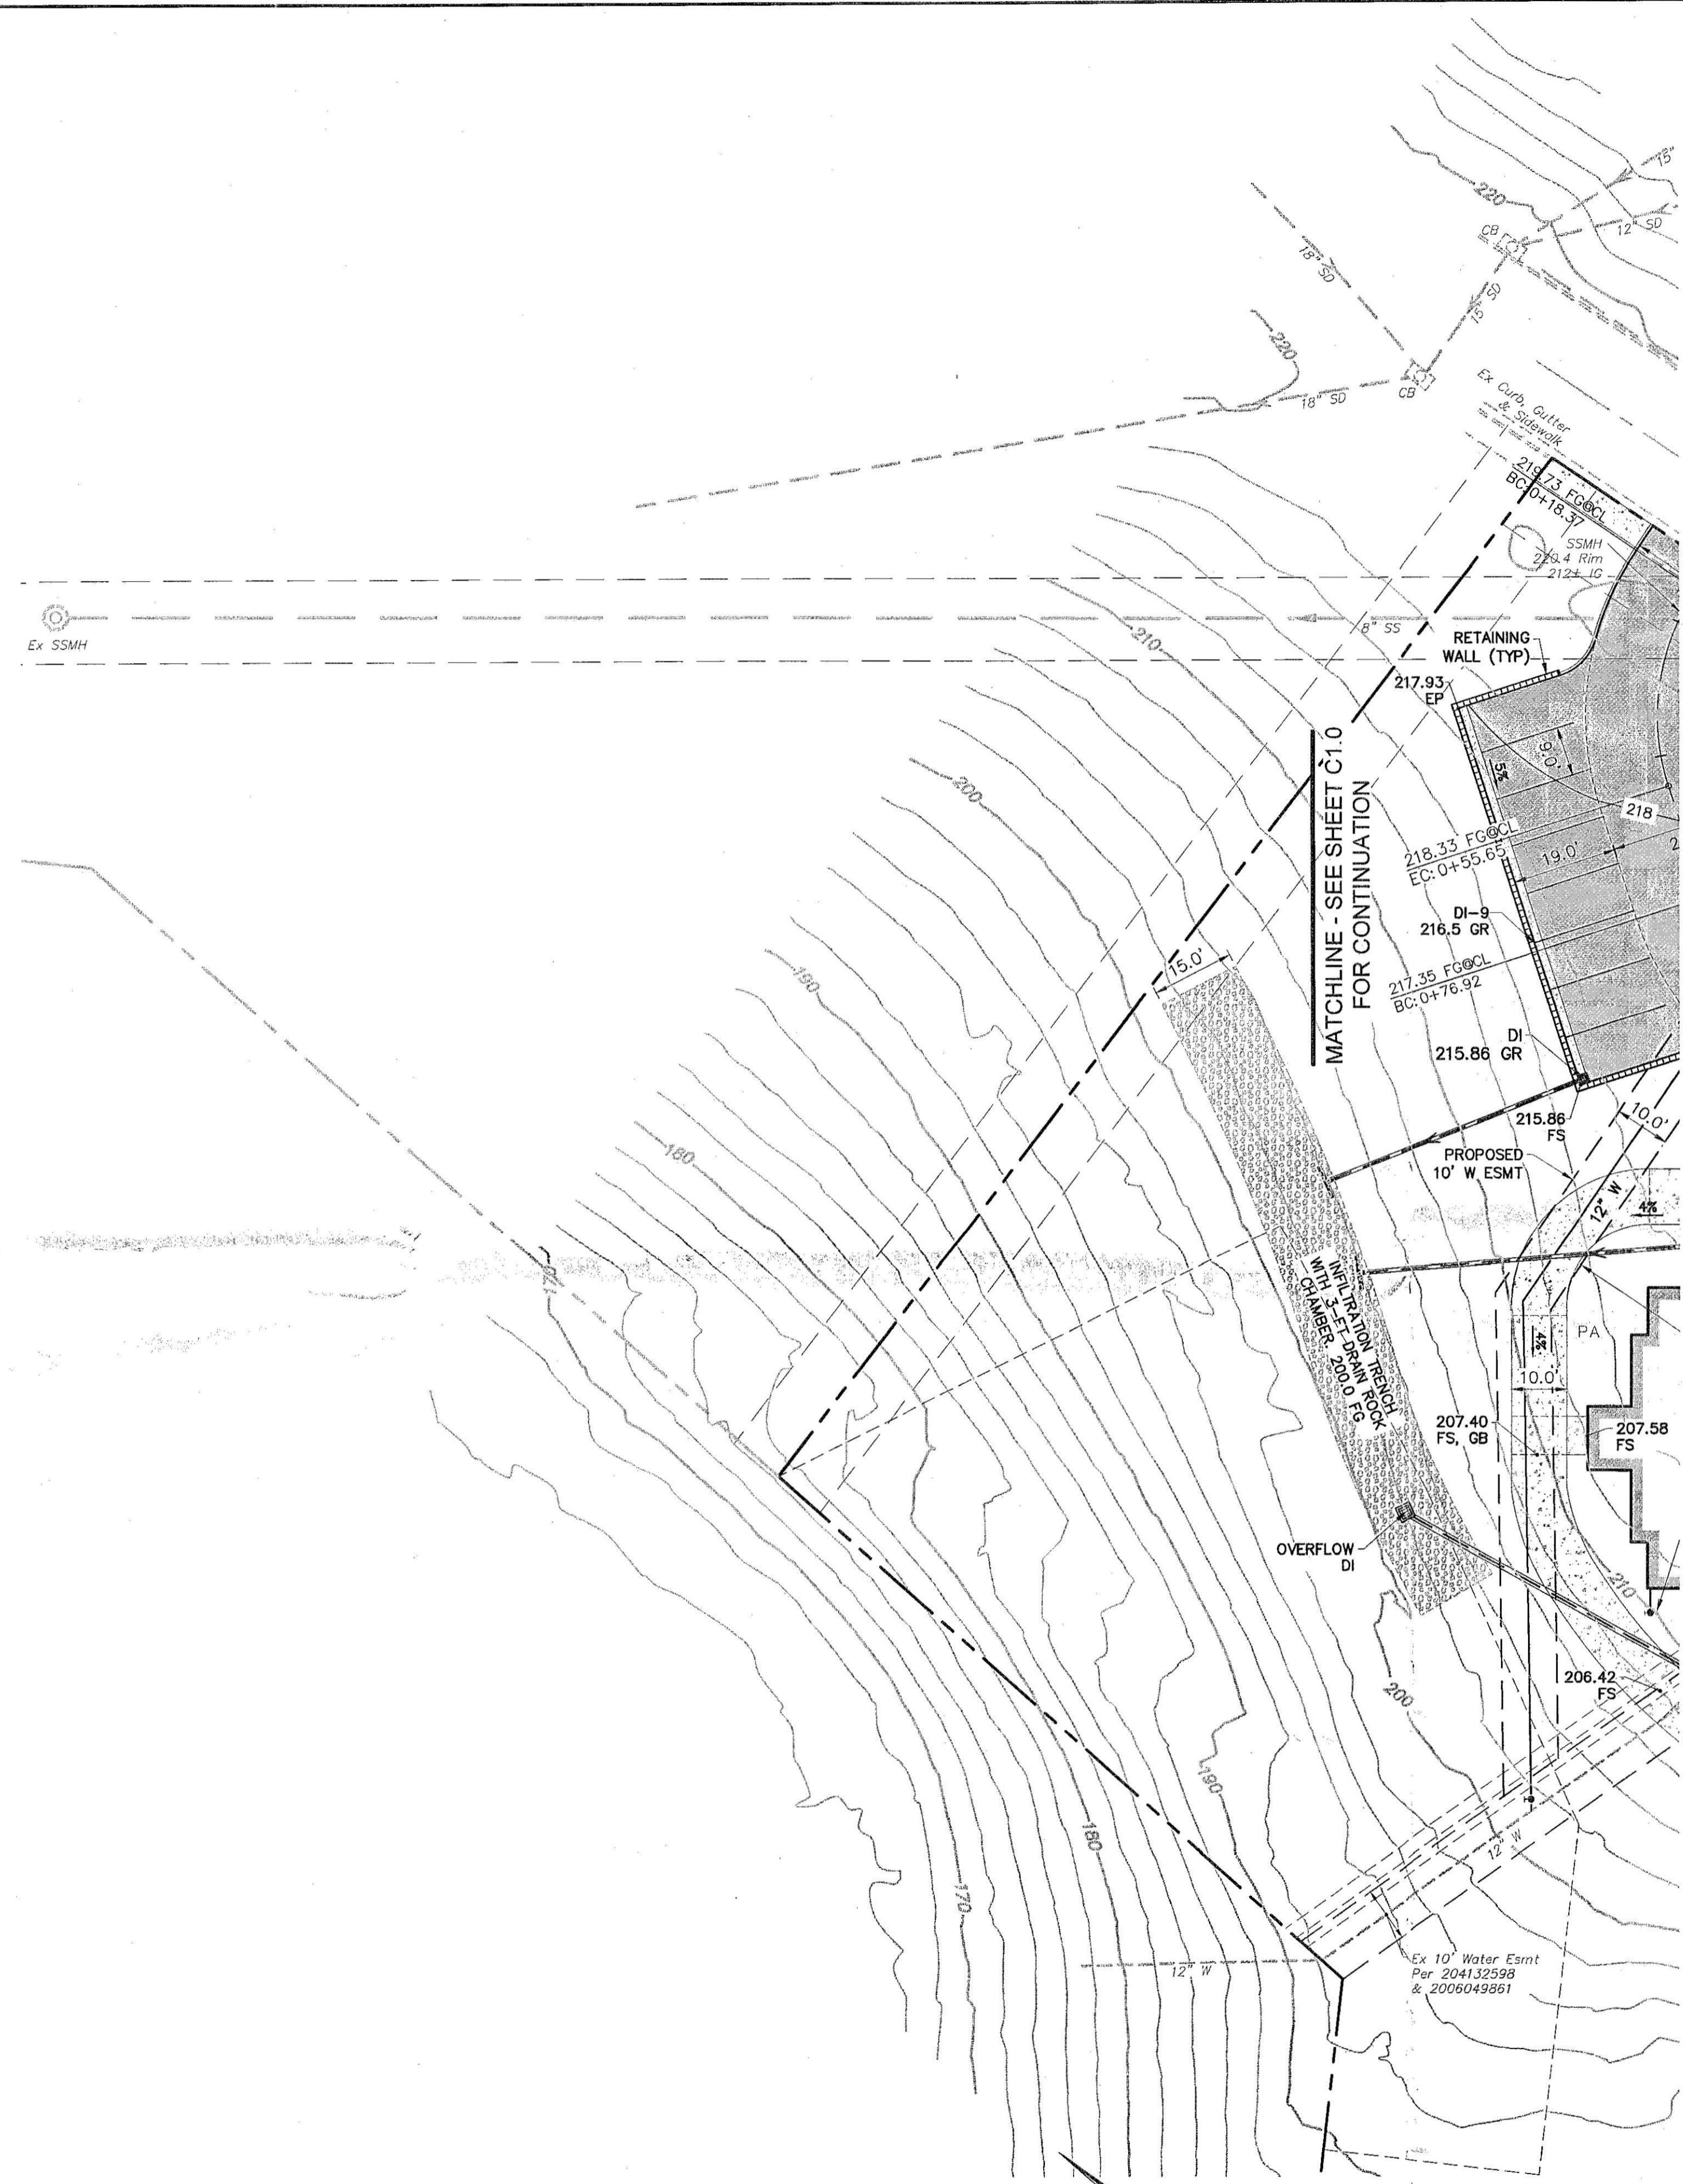 15"
220
CB
12" SD
18" SD
15" SD
220
CB
18" SD
Ex Curb, Gutter
& Sidewalk
219.73 FG@CL
BC: 0+18.37
SSMH
220.4 Rim
212± IG
Ex SSMH
8" SS
210
RETAINING
WALL (TYP)
217.93
EP
9.0'
5%
218
MATCHLINE - SEE SHEET C1.0
FOR CONTINUATION
200
218.33 FG@CL
EC: 0+55.65
19.0'
2
DI-9
216.5 GR
190
15.0'
217.35 FG@CL
BC: 0+76.92
DI
215.86 GR
215.86
FS
10.0'
180
PROPOSED
10' W ESMT
12" W
4%
170
INFILTRATION TRENCH
WITH 3-FT DRAIN ROCK
CHAMBER. 200.0 FG
PA
4%
10.0'
207.40
FS, GB
207.58
FS
OVERFLOW
DI
210
206.42
FS
200
190
180
12" W
170
12" W
Ex 10' Water Esmt
Per 204132598
& 2006049861